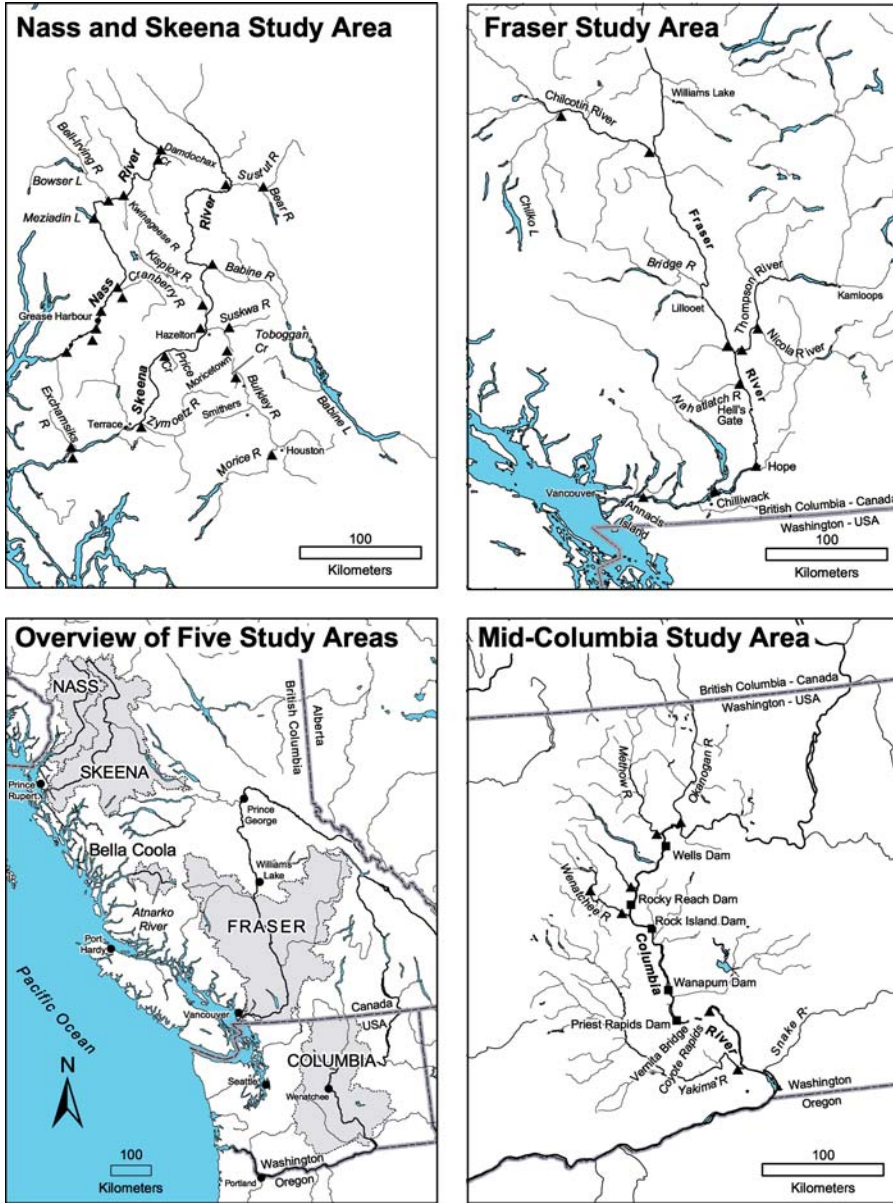 Nass and Skeena Study Area
Bell-Irving R
Damdochax
Cr
River
Bowser L
Sustut R
Bear R
Meziadin L
Kwinageese R
River
Kispiox R
Babine R
Cranberry R
Nass
Grease Harbour
Suskwa R
Hazelton
Toboggan
Cr
Price
Cr
Moricetown
Skeena
Exchamsiks
R
Bulkley R
Smithers
Babine L
Terrace
Zymoetz R
Morice R
Houston
100
Kilometers
Fraser Study Area
Williams Lake
Chilcotin River
Chilko L
Fraser
Bridge R
Thompson River
Lillooet
Kamloops
Nicola River
River
Nahatlatch R
Hell's
Gate
Hope
Vancouver
Annacis
Island
Chilliwack
British Columbia - Canada
Washington - USA
100
Kilometers
Overview of Five Study Areas
NASS
British Columbia
Alberta
SKEENA
Prince
Rupert
Prince
George
Bella Coola
Williams
Lake
Atnarko
River
FRASER
Port
Hardy
Pacific Ocean
Vancouver
Canada
USA
COLUMBIA
N
Seattle
Wenatchee
100
Kilometers
Washington
Oregon
Portland
Mid-Columbia Study Area
British Columbia - Canada
Washington - USA
Methow R
Okanogan R
Wells Dam
Wenatchee R
Rocky Reach Dam
Rock Island Dam
Columbia
Wanapum Dam
Priest Rapids Dam
Vernita Bridge
Coyote Rapids
River
Snake R
Yakima R
Washington
Oregon
100
Kilometers